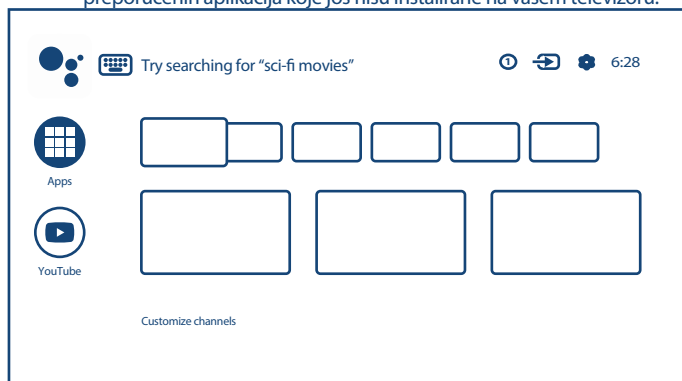 preporučenih aplikacija koje još nisu instalirane na vašem televizoru.
Try searching for “sci-fi movies”
1
6:28
Apps
YouTube
Customize channels